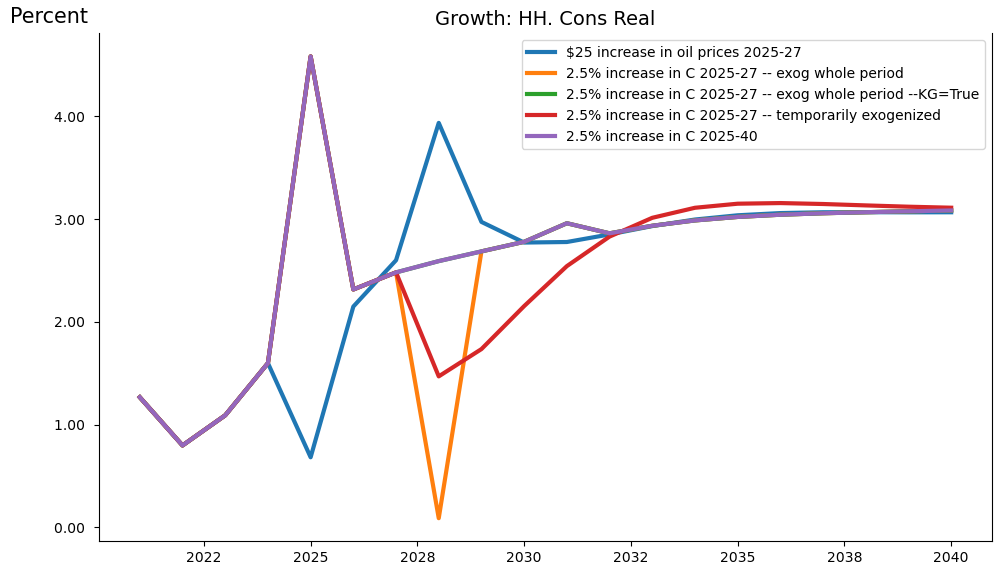 Percent
Growth: HH. Cons Real
$25 increase in oil prices 2025-27
2.5% increase in C 2025-27 -- exog whole period
2.5% increase in C 2025-27 -- exog whole period --KG=True
2.5% increase in C 2025-27 -- temporarily exogenized
2.5% increase in C 2025-40
4.00
3.00
2.00
1.00
0.00
2022 2025 2028 2030 2032 2035 2038 2040